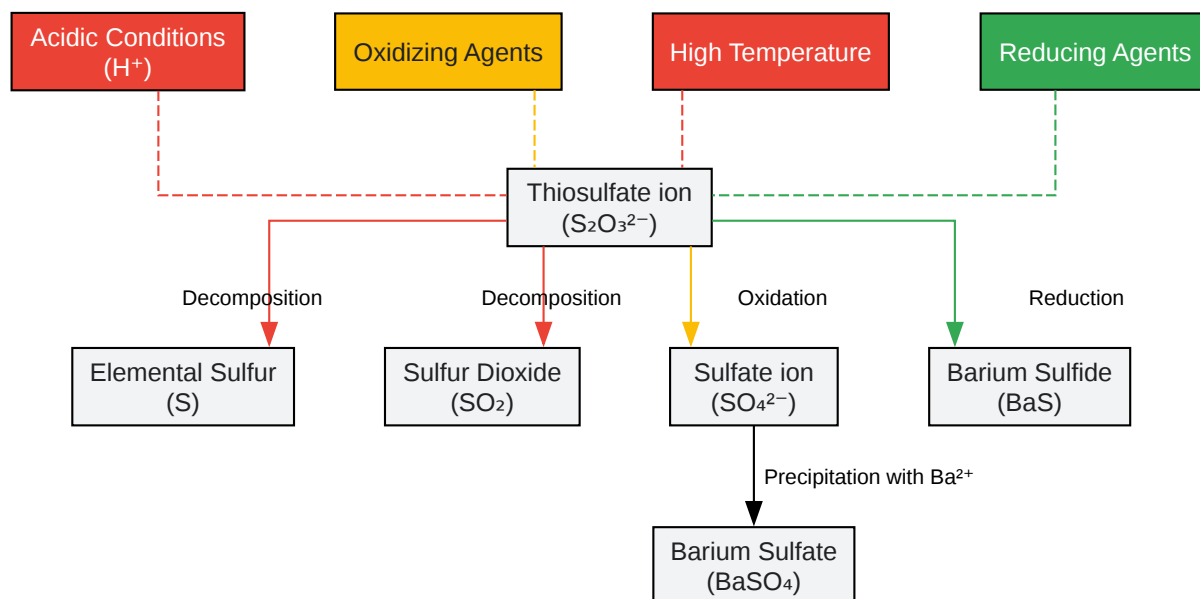 Acidic Conditions
(H⁺)
Oxidizing Agents
High Temperature
Reducing Agents
Thiosulfate ion
(S₂O₃²⁻)
Decomposition
Decomposition
Oxidation
Reduction
Elemental Sulfur
(S)
Sulfur Dioxide
(SO₂)
Sulfate ion
(SO₄²⁻)
Barium Sulfide
(BaS)
Precipitation with Ba²⁺
Barium Sulfate
(BaSO₄)